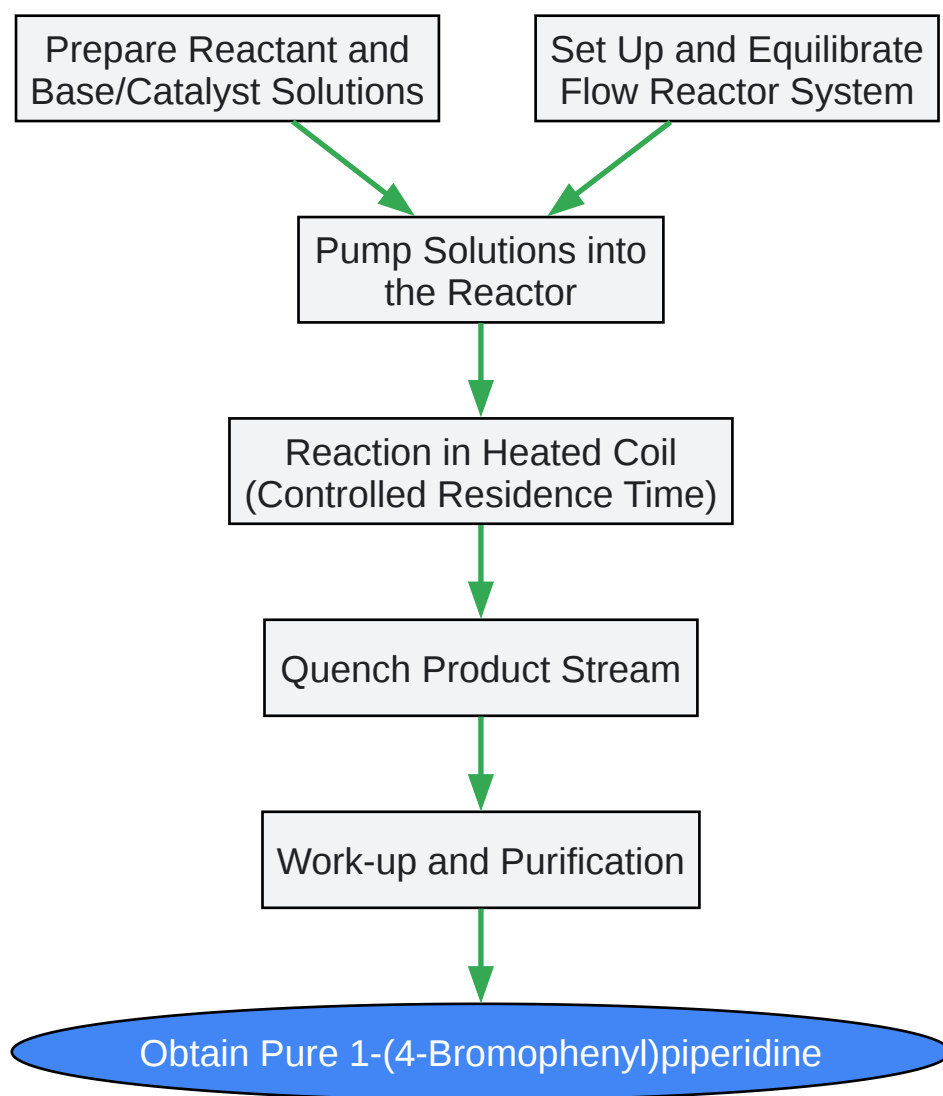 Prepare Reactant and
Base/Catalyst Solutions
Set Up and Equilibrate
Flow Reactor System
Pump Solutions into
the Reactor
Reaction in Heated Coil
(Controlled Residence Time)
Quench Product Stream
Work-up and Purification
Obtain Pure 1-(4-Bromophenyl)piperidine